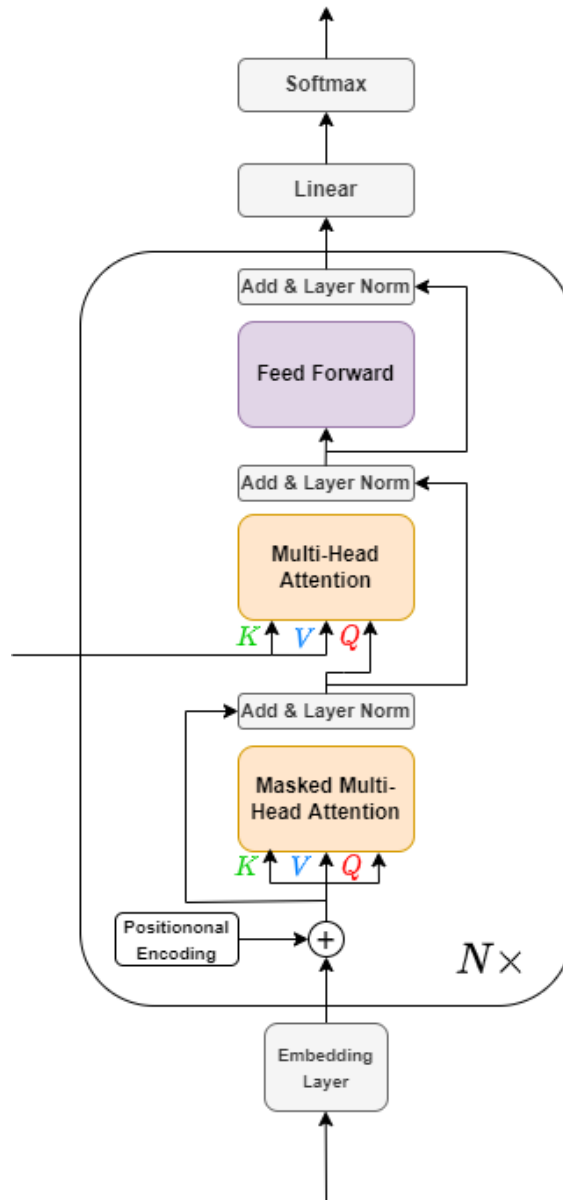 Softmax
Linear
Add & Layer Norm
Feed Forward
Add & Layer Norm
Multi-Head
Attention
K V Q
Add & Layer Norm
Masked Multi-
Head Attention
K V Q
Positiononal
Encoding
+
N×
Embedding
Layer